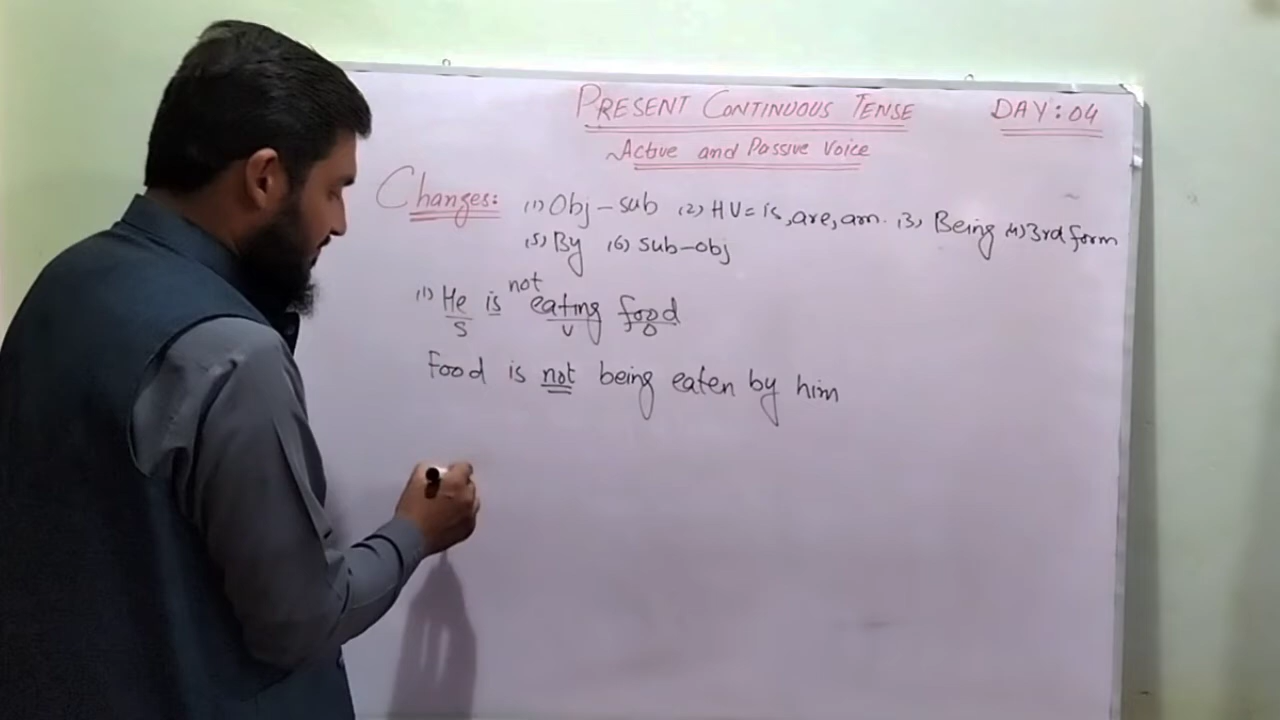 PRESENT CONTINUOUS TENSE DAY: 04
Active and Passive Voice
Changes: (1) Obj - sub (2) HV = is, are, am. (3) Being (4) 3rd form
(5) By (6) Sub - obj
not
(1) He is eating food
S V O
Food is not being eaten by him